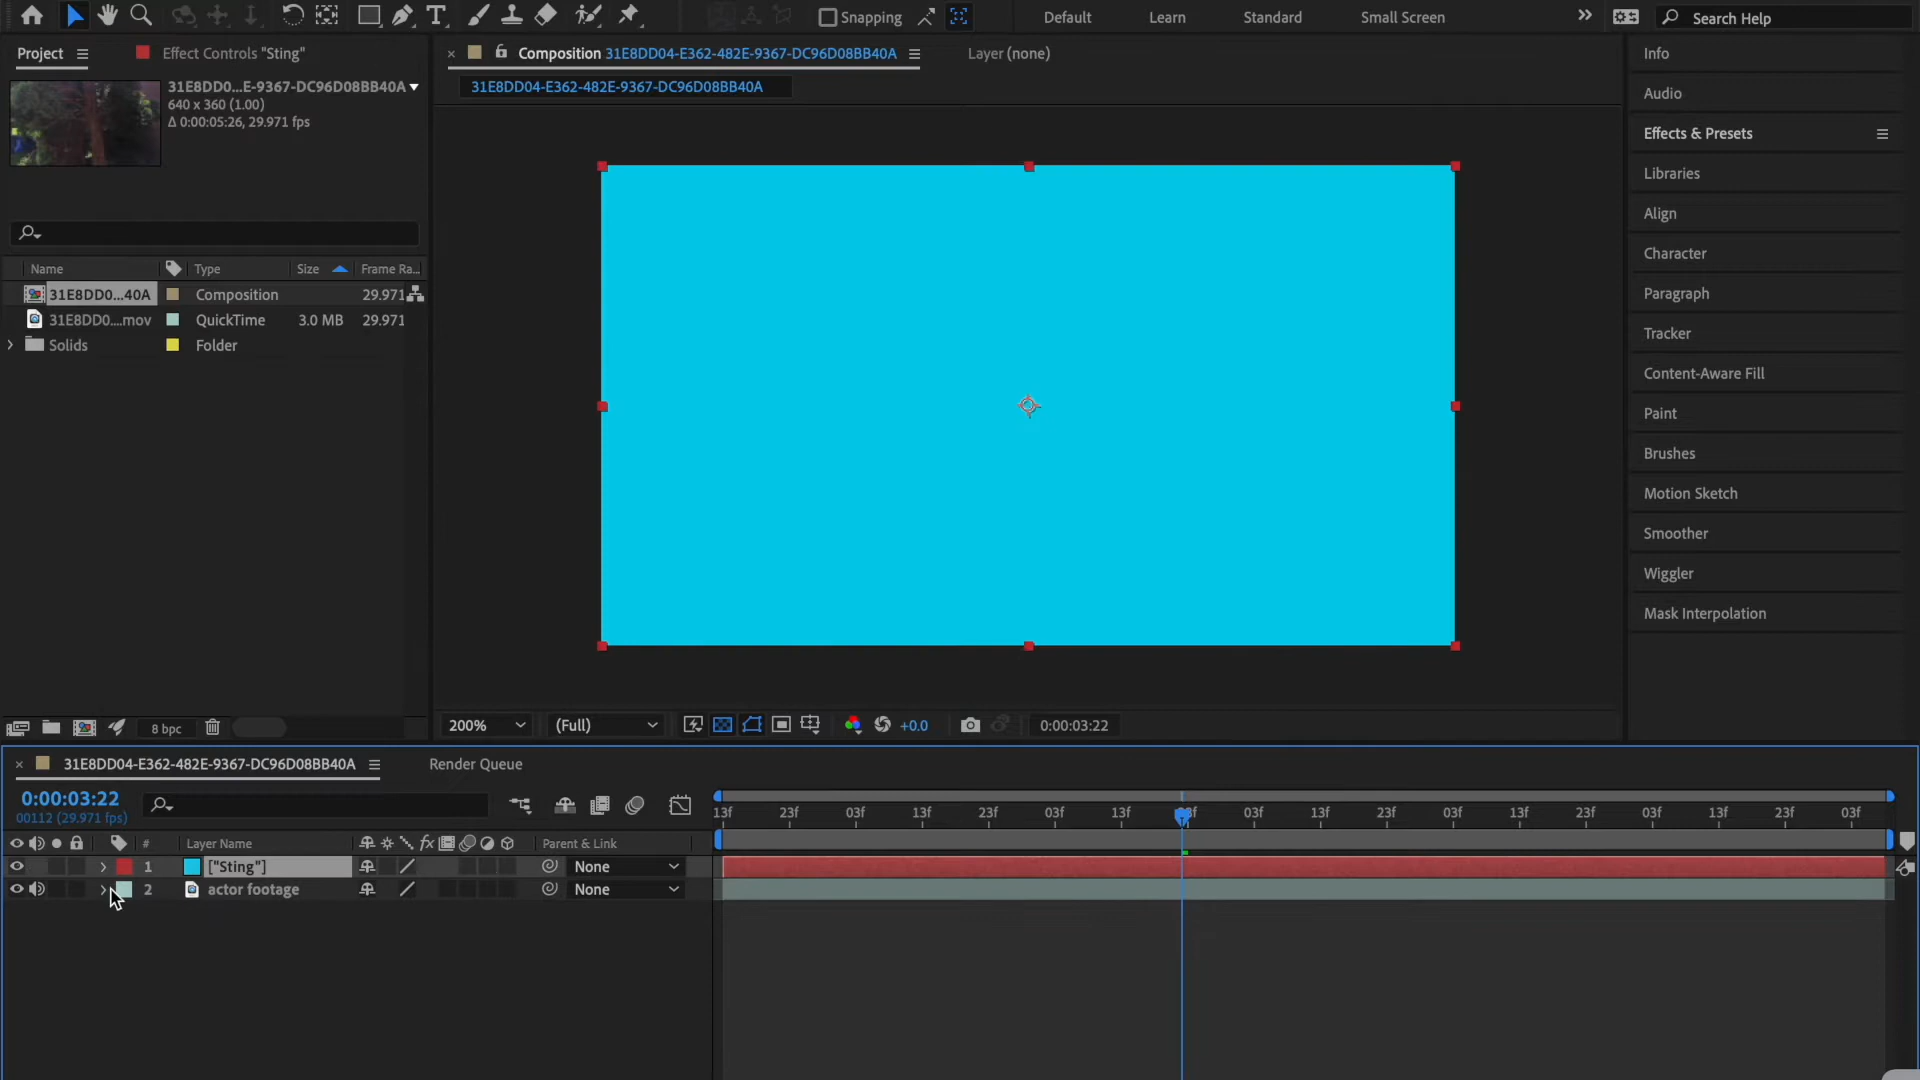 Snapping
Default
Learn
Standard
Small Screen
Search Help
Project
Effect Controls "Sting"
Composition 31E8DD04-E362-482E-9367-DC96D08BB40A
Layer (none)
31E8DD0...E-9367-DC96D08BB40A
640 x 360 (1.00)
Δ 0:00:05:26, 29.971 fps
31E8DD04-E362-482E-9367-DC96D08BB40A
Info
Audio
Effects & Presets
Libraries
Align
Character
Paragraph
Tracker
Content-Aware Fill
Paint
Brushes
Motion Sketch
Smoother
Wiggler
Mask Interpolation
Name Type Size Frame Ra...
31E8DD0...40A Composition 29.971
31E8DD0....mov QuickTime 3.0 MB 29.971
Solids Folder
8 bpc
200% (Full) +0.0 0:00:03:22
31E8DD04-E362-482E-9367-DC96D08BB40A
Render Queue
0:00:03:22
00112 (29.971 fps)
13f 23f 03f 13f 23f 03f 13f 03f 13f 23f 03f 13f 23f 03f 13f 23f 03f
# Layer Name fx Parent & Link
1 ["Sting"] None
2 actor footage None